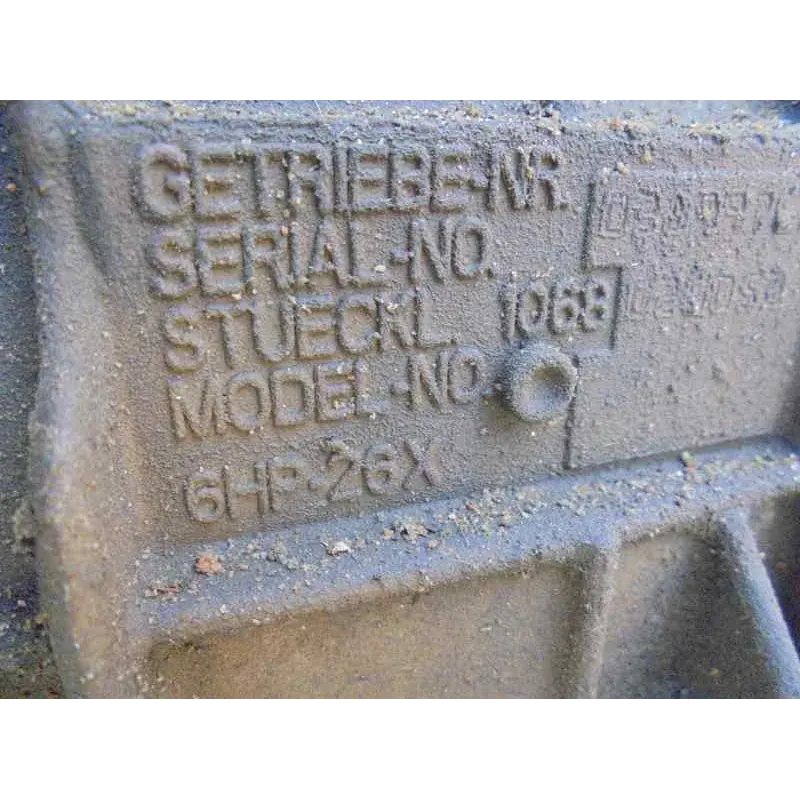 GETRIEBE-NR.
SERIAL-NO.
STUECKL. 1068
MODEL-NO.
6HP-26X